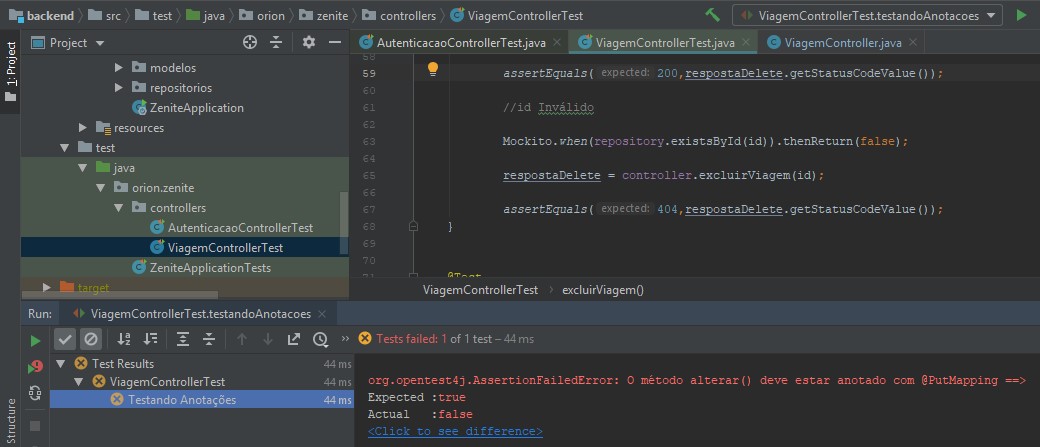 backend src test java orion zenite controllers ViagemControllerTest ViagemControllerTest.testandoAnotacoes
1: Project
Project
AutenticacaoControllerTest.java ViagemControllerTest.java ViagemController.java
modelos
repositorios
ZeniteApplication
resources
test
java
orion.zenite
controllers
AutenticacaoControllerTest
ViagemControllerTest
ZeniteApplicationTests
target
58
59 assertEquals( expected: 200,respostaDelete.getStatusCodeValue());
60
61 //id Inválido
62
63 Mockito.when(repository.existsById(id)).thenReturn(false);
64
65 respostaDelete = controller.excluirViagem(id);
66
67 assertEquals( expected: 404,respostaDelete.getStatusCodeValue());
68 }
69
70
71 @Test
ViagemControllerTest excluirViagem()
Run: ViagemControllerTest.testandoAnotacoes
Tests failed: 1 of 1 test – 44 ms
Test Results 44 ms
ViagemControllerTest 44 ms
Testando Anotações 44 ms
org.opentest4j.AssertionFailedError: O método alterar() deve estar anotado com @PutMapping ==>
Expected :true
Actual :false
<Click to see difference>
Structure